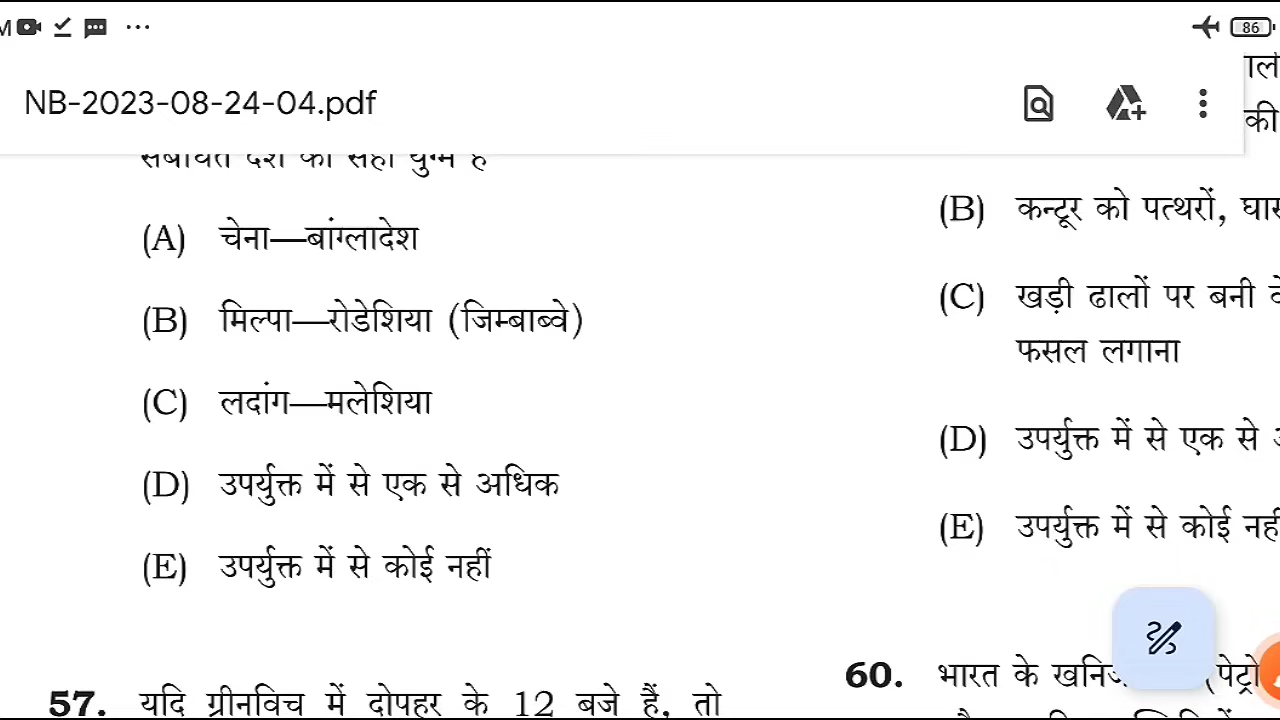 86
NB-2023-08-24-04.pdf
की
(A) चेना—बांग्लादेश
(B) मिल्पा—रोडेशिया (जिम्बाब्वे)
(C) लदांग—मलेशिया
(D) उपर्युक्त में से एक से अधिक
(E) उपर्युक्त में से कोई नहीं
57. यदि ग्रीनविच में दोपहर के 12 बजे हैं, तो
(B) कन्टूर को पत्थरों,
(C) खड़ी ढालों पर बनी
फसल लगाना
(D) उपर्युक्त में से एक से
(E) उपर्युक्त में से कोई
60. भारत के